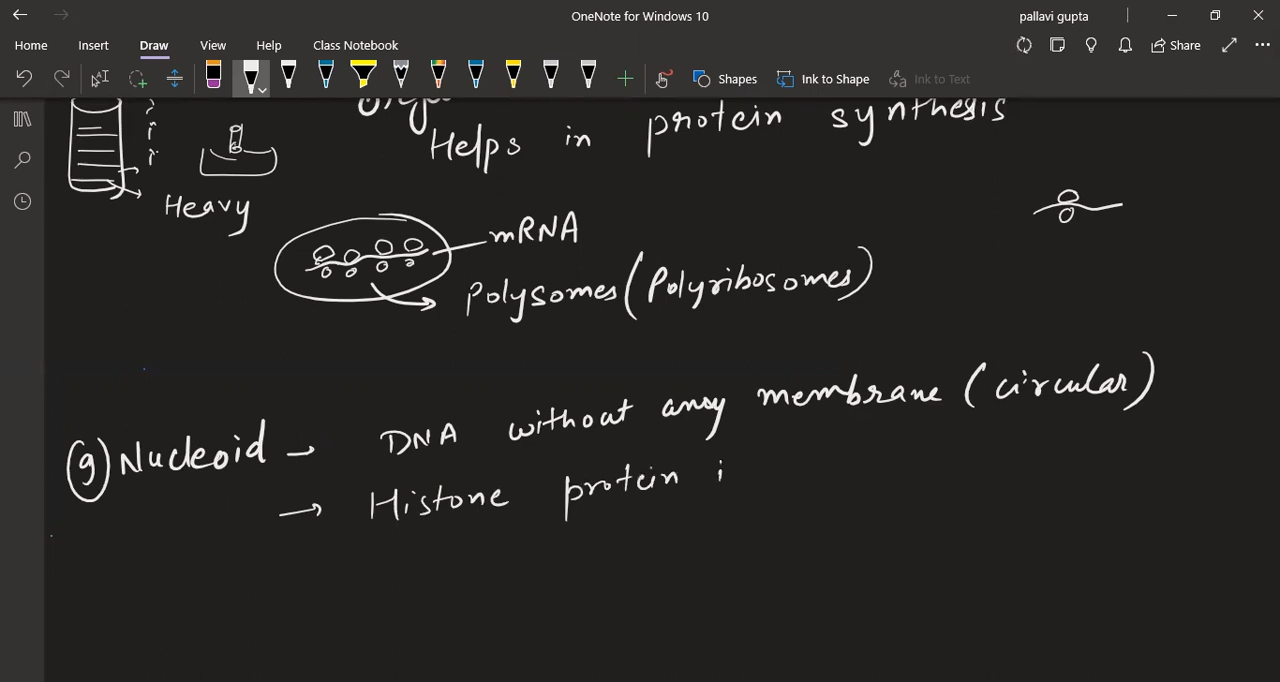 OneNote for Windows 10
pallavi gupta
Home Insert Draw View Help Class Notebook
Share
Shapes
Ink to Shape
Ink to Text
Helps in protein synthesis
Heavy
mRNA
Polysomes (Polyribosomes)
(g) Nucleoid → DNA without any membrane (circular)
→ Histone protein i